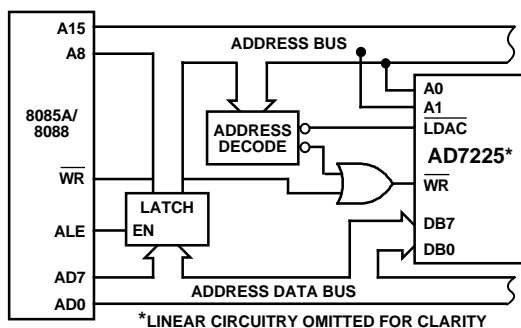 A15
ADDRESS BUS
A8
A0
A1
8085A/
8088
LDAC
ADDRESS
DECODE
AD7225*
WR
WR
LATCH
ALE
EN
DB7
DB0
AD7
ADDRESS DATA BUS
AD0
*LINEAR CIRCUITRY OMITTED FOR CLARITY